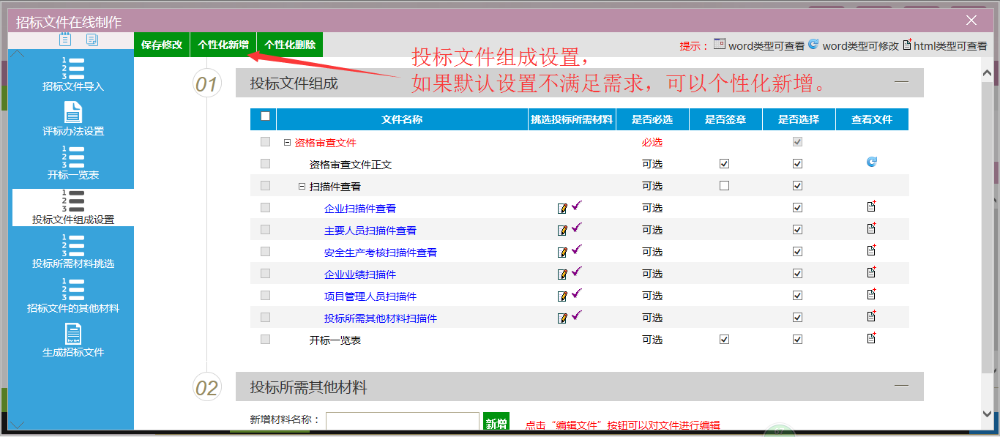 招标文件在线制作
保存修改 个性化新增 个性化删除
提示： word类型可查看 word类型可修改 html类型可查看
投标文件组成设置，
如果默认设置不满足需求，可以个性化新增。
招标文件导入
评标办法设置
开标一览表
投标文件组成设置
投标所需材料挑选
招标文件的其他材料
生成招标文件
01 投标文件组成
文件名称 挑选投标所需材料 是否必选 是否签章 是否选择 查看文件
资格审查文件 必选
资格审查文件正文 可选
扫描件查看 可选
企业扫描件查看 可选
主要人员扫描件查看 可选
安全生产考核扫描件查看 可选
企业业绩扫描件 可选
项目管理人员扫描件 可选
投标所需其他材料扫描件 可选
开标一览表 可选
02 投标所需其他材料
新增材料名称： 新增 点击“编辑文件”按钮可以对文件进行编辑